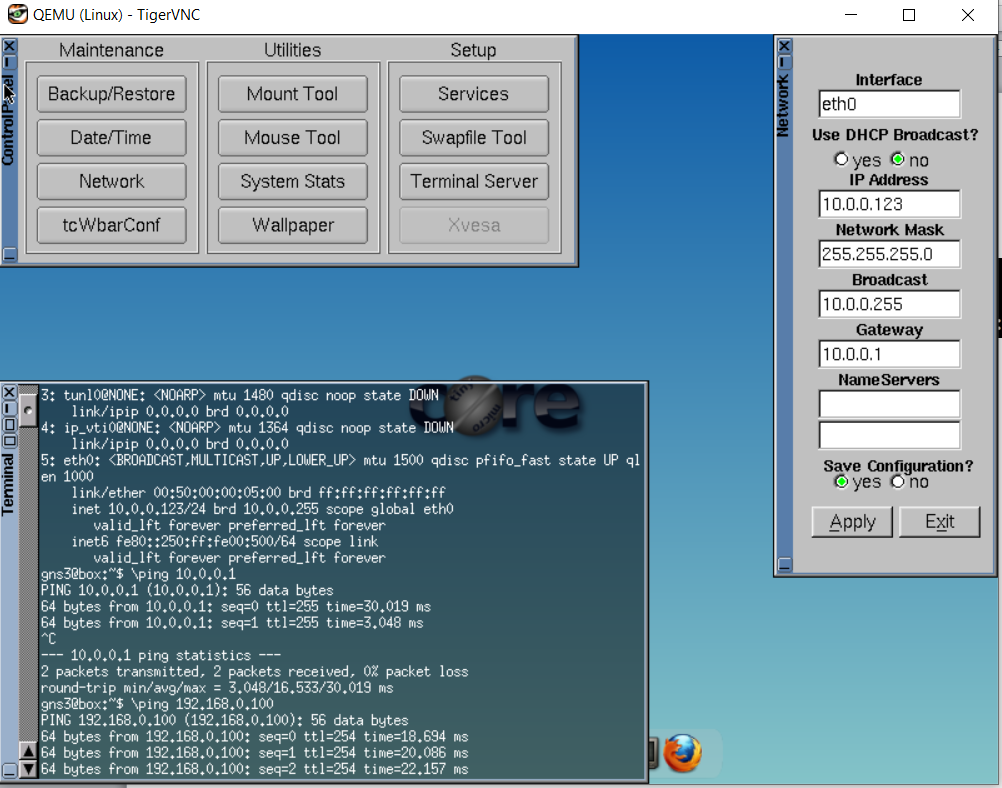 QEMU (Linux) - TigerVNC
ControlPanel
Maintenance
Backup/Restore
Date/Time
Network
tcWbarConf
Utilities
Mount Tool
Mouse Tool
System Stats
Wallpaper
Setup
Services
Swapfile Tool
Terminal Server
Xvesa
Network
Interface
eth0
Use DHCP Broadcast?
yes no
IP Address
10.0.0.123
Network Mask
255.255.255.0
Broadcast
10.0.0.255
Gateway
10.0.0.1
NameServers
Save Configuration?
yes no
Apply Exit
core
tiny
micro
Terminal
3: tunl0@NONE: <NOARP> mtu 1480 qdisc noop state DOWN
link/ipip 0.0.0.0 brd 0.0.0.0
4: ip_vti0@NONE: <NOARP> mtu 1364 qdisc noop state DOWN
link/ipip 0.0.0.0 brd 0.0.0.0
5: eth0: <BROADCAST,MULTICAST,UP,LOWER_UP> mtu 1500 qdisc pfifo_fast state UP ql
en 1000
link/ether 00:50:00:00:05:00 brd ff:ff:ff:ff:ff:ff
inet 10.0.0.123/24 brd 10.0.0.255 scope global eth0
valid_lft forever preferred_lft forever
inet6 fe80::250:ff:fe00:500/64 scope link
valid_lft forever preferred_lft forever
gns3@box:~$ \ping 10.0.0.1
PING 10.0.0.1 (10.0.0.1): 56 data bytes
64 bytes from 10.0.0.1: seq=0 ttl=255 time=30.019 ms
64 bytes from 10.0.0.1: seq=1 ttl=255 time=3.048 ms
^C
--- 10.0.0.1 ping statistics ---
2 packets transmitted, 2 packets received, 0% packet loss
round-trip min/avg/max = 3.048/16.533/30.019 ms
gns3@box:~$ \ping 192.168.0.100
PING 192.168.0.100 (192.168.0.100): 56 data bytes
64 bytes from 192.168.0.100: seq=0 ttl=254 time=18.694 ms
64 bytes from 192.168.0.100: seq=1 ttl=254 time=20.086 ms
64 bytes from 192.168.0.100: seq=2 ttl=254 time=22.157 ms